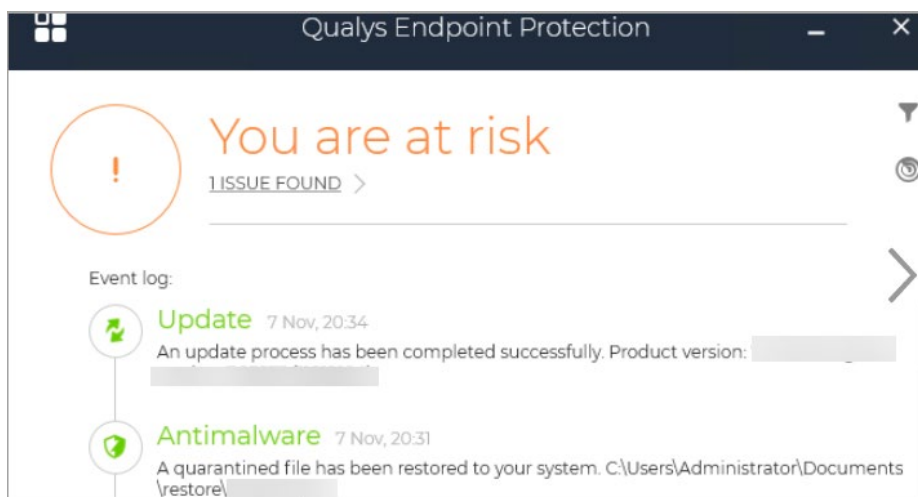 Qualys Endpoint Protection
You are at risk
1 ISSUE FOUND
Event log:
Update 7 Nov, 20:34
An update process has been completed successfully. Product version:
Antimalware 7 Nov, 20:31
A quarantined file has been restored to your system. C:\Users\Administrator\Documents
\restore\